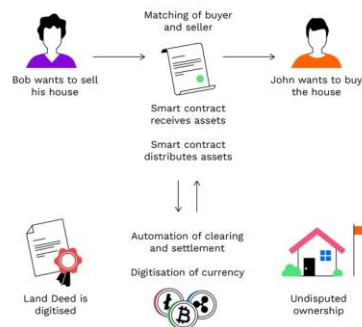 Matching of buyer
and seller
Bob wants to sell
his house
John wants to buy
the house
Smart contract
receives assets
Smart contract
distributes assets
Automation of clearing
and settlement
Digitisation of currency
Land Deed is
digitised
Undisputed
ownership